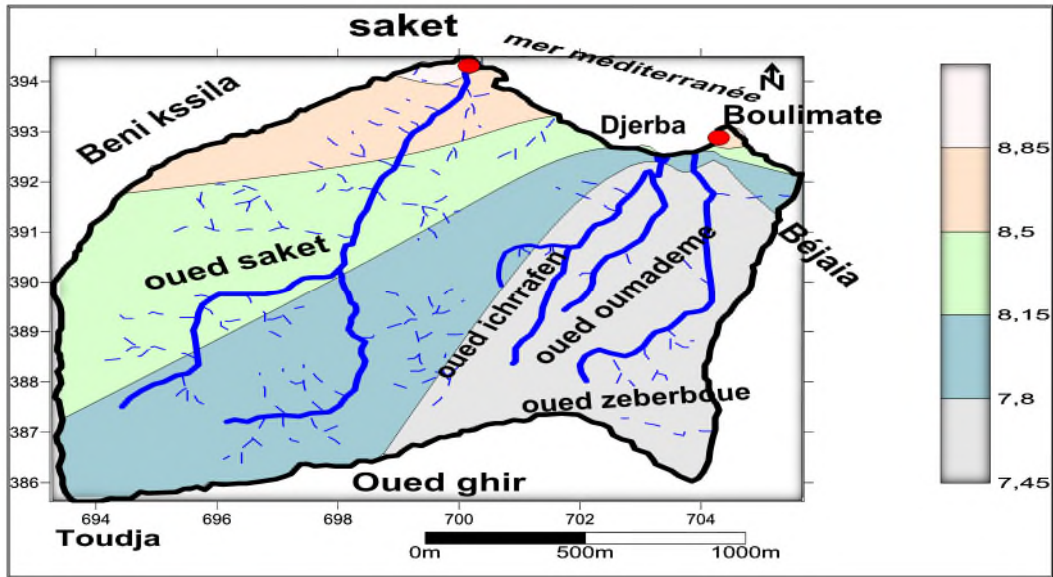 saket
mer méditerranée
N
394
Beni kssila
Djerba
Boulimate
393
8,85
392
8,5
391
oued saket
Béjaia
390
oued ichrrafen
oued oumademe
389
8,15
388
oued zeberboue
7,8
387
386
Oued ghir
7,45
694
696
698
700
702
704
Toudja
0m
500m
1000m